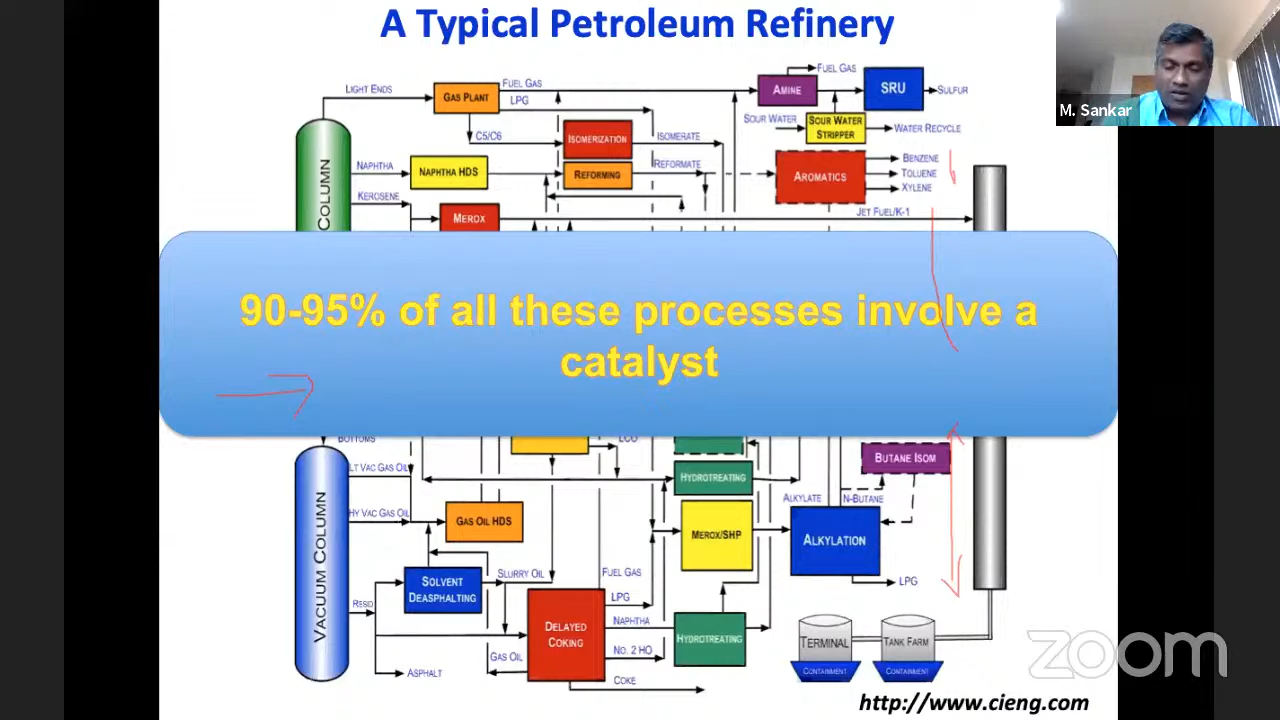 A Typical Petroleum Refinery
M. Sankar
LIGHT ENDS
GAS PLANT
FUEL GAS
LPG
C5/C6
ISOMERIZATION
ISOMERATE
AMINE
FUEL GAS
SRU
SULFUR
SOUR WATER
SOUR WATER
STRIPPER
WATER RECYCLE
NAPHTHA
NAPHTHA HDS
REFORMING
REFORMATE
AROMATICS
BENZENE
TOLUENE
XYLENE
KEROSENE
MEROX
JET FUEL/K-1
COLUMN
90-95% of all these processes involve a
catalyst
BOTTOMS
LCO
LT VAC GAS OIL
HYDROTREATING
BUTANE ISOM
HY VAC GAS OIL
GAS OIL HDS
MEROX/SHP
ALKYLATE
N-BUTANE
ALKYLATION
LPG
VACUUM COLUMN
SOLVENT
DEASPHALTING
SLURRY OIL
FUEL GAS
LPG
RESID
DELAYED
COKING
NAPHTHA
HYDROTREATING
NO. 2 HO
GAS OIL
ASPHALT
COKE
TERMINAL
TANK FARM
CONTAINMENT
CONTAINMENT
zoom
http://www.cieng.com